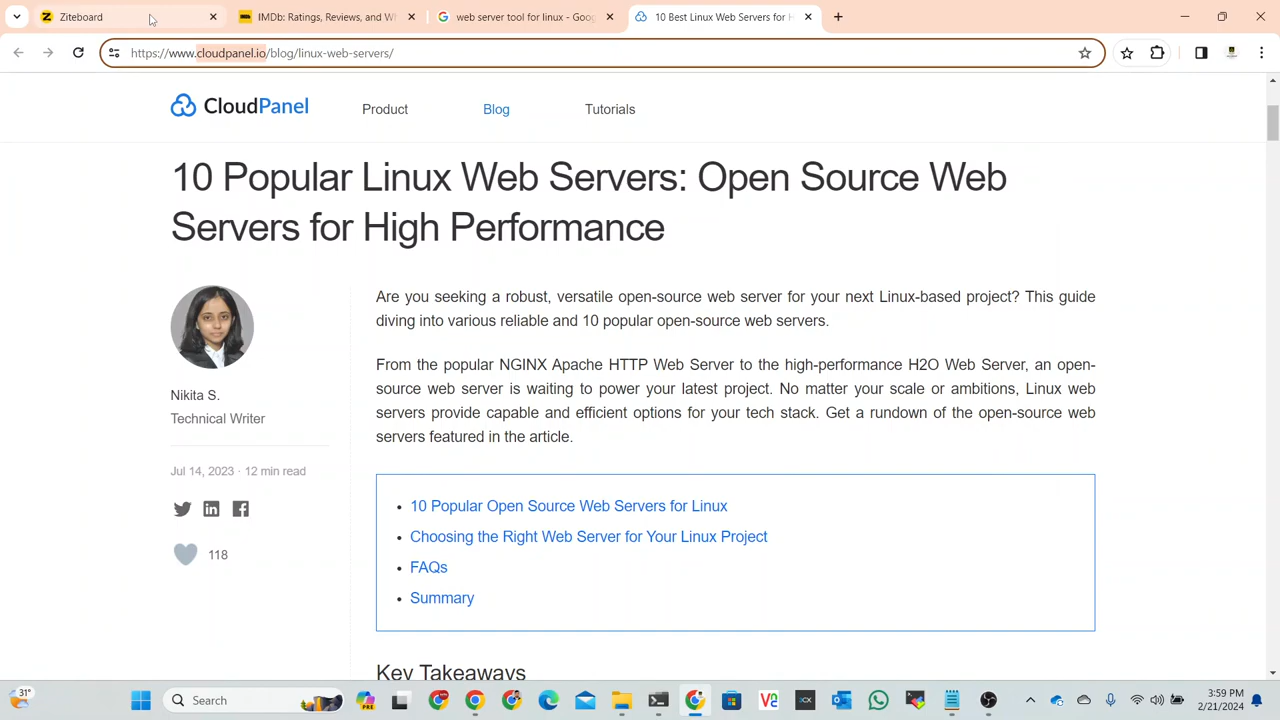 Ziteboard
IMDb: Ratings, Reviews, and Wh
web server tool for linux - Goog
10 Best Linux Web Servers for H
https://www.cloudpanel.io/blog/linux-web-servers/
CloudPanel
Product
Blog
Tutorials
10 Popular Linux Web Servers: Open Source Web
Servers for High Performance
Are you seeking a robust, versatile open-source web server for your next Linux-based project? This guide
diving into various reliable and 10 popular open-source web servers.
From the popular NGINX Apache HTTP Web Server to the high-performance H2O Web Server, an open-
source web server is waiting to power your latest project. No matter your scale or ambitions, Linux web
servers provide capable and efficient options for your tech stack. Get a rundown of the open-source web
servers featured in the article.
Nikita S.
Technical Writer
Jul 14, 2023 · 12 min read
118
• 10 Popular Open Source Web Servers for Linux
• Choosing the Right Web Server for Your Linux Project
• FAQs
• Summary
Key Takeaways
31°
Search
PRE
3:59 PM
2/21/2024